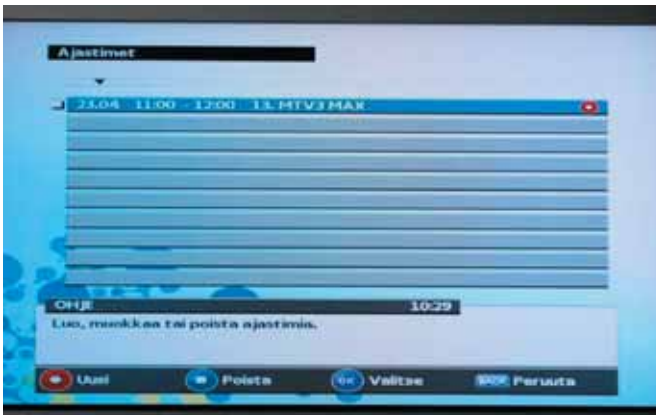 Ajastimet
23.04 11:00 - 12:00 13. MTV3 MAX
OHJE 10:29
Luo, muokkaa tai poista ajastimia.
Uusi Poista OK Valitse BACK Peruuta